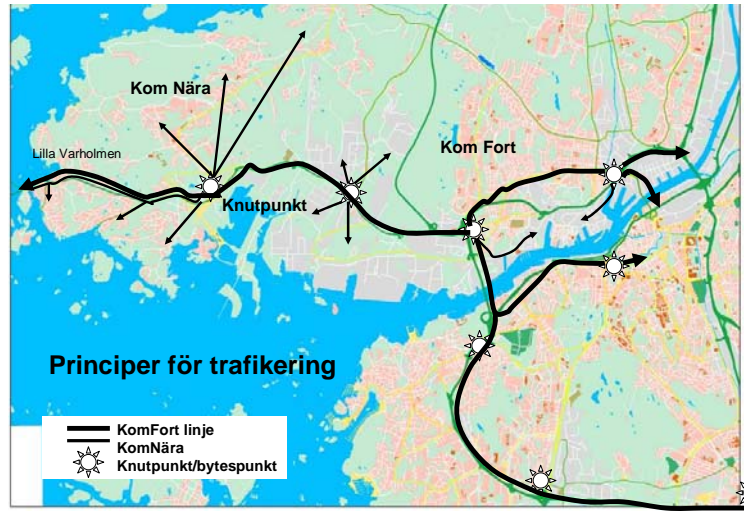 Kom Nära
Kom Fort
Lilla Varholmen
Knutpunkt
Principer för trafikering
KomFort linje
KomNära
Knutpunkt/bytespunkt